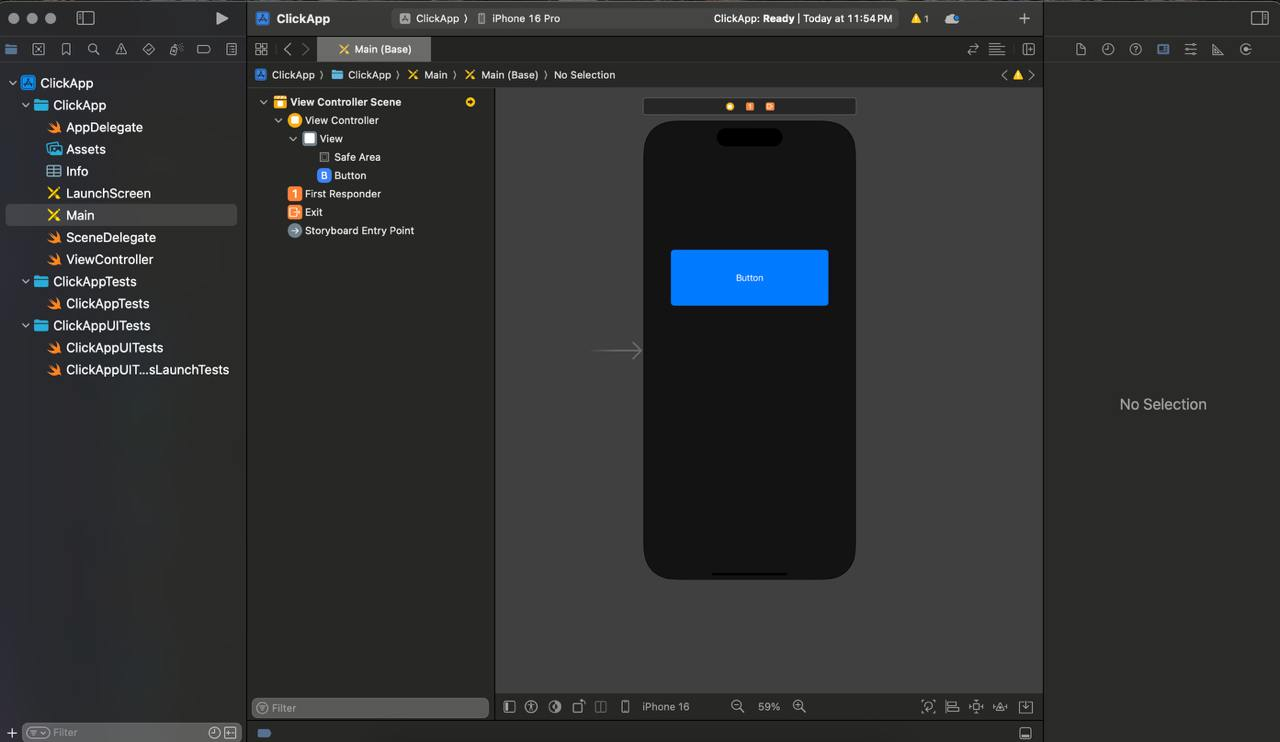 ClickApp
ClickApp ⟩ iPhone 16 Pro
ClickApp: Ready | Today at 11:54 PM
1
Main (Base)
ClickApp ⟩ ClickApp ⟩ Main ⟩ Main (Base) ⟩ No Selection
ClickApp
ClickApp
AppDelegate
Assets
Info
LaunchScreen
Main
SceneDelegate
ViewController
ClickAppTests
ClickAppTests
ClickAppUITests
ClickAppUITests
ClickAppUIT...sLaunchTests
Filter
View Controller Scene
View Controller
View
Safe Area
B Button
1 First Responder
Exit
Storyboard Entry Point
Filter
1
Button
iPhone 16
59%
No Selection